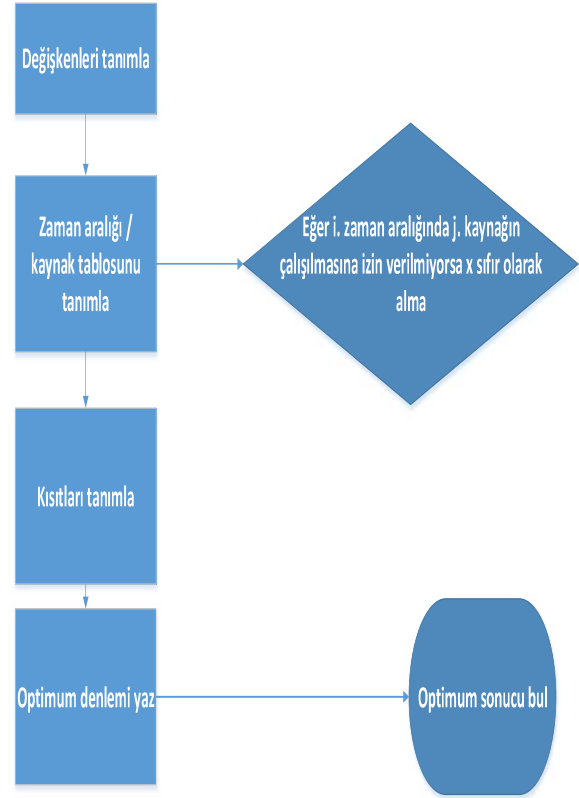 Değişkenleri tanımla
Zaman aralığı /
kaynak tablosunu
tanımla
Eğer i. zaman aralığında j. kaynağın
çalışılmasına izin verilmiyorsa x sıfır olarak
alma
Kısıtları tanımla
Optimum denlemi yaz
Optimum sonucu bul